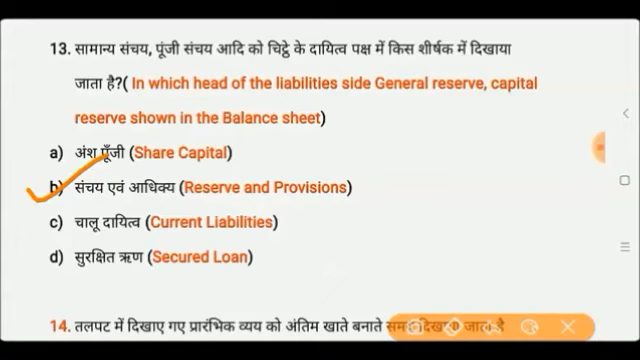 13. सामान्य संचय, पूंजी संचय आदि को चिट्ठे के दायित्व पक्ष में किस शीर्षक में दिखाया
जाता है?( In which head of the liabilities side General reserve, capital
reserve shown in the Balance sheet)
a) अंश पूँजी (Share Capital)
b) संचय एवं आधिक्य (Reserve and Provisions)
c) चालू दायित्व (Current Liabilities)
d) सुरक्षित ऋण (Secured Loan)
14. तलपट में दिखाए गए प्रारंभिक व्यय को अंतिम खाते बनाते जाता है